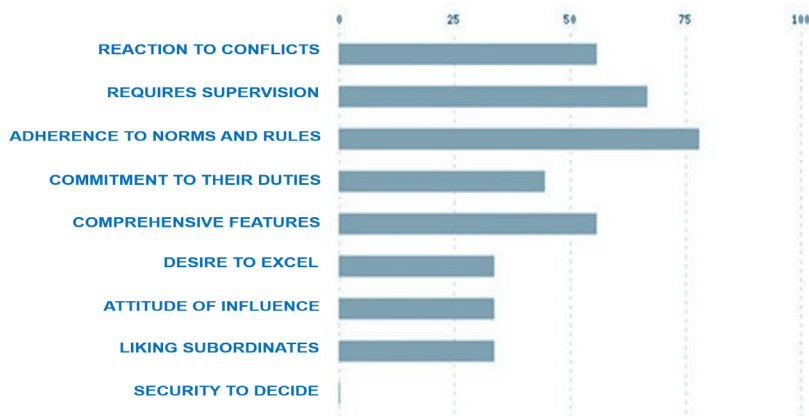 0 25 50 75 100
REACTION TO CONFLICTS
REQUIRES SUPERVISION
ADHERENCE TO NORMS AND RULES
COMMITMENT TO THEIR DUTIES
COMPREHENSIVE FEATURES
DESIRE TO EXCEL
ATTITUDE OF INFLUENCE
LIKING SUBORDINATES
SECURITY TO DECIDE